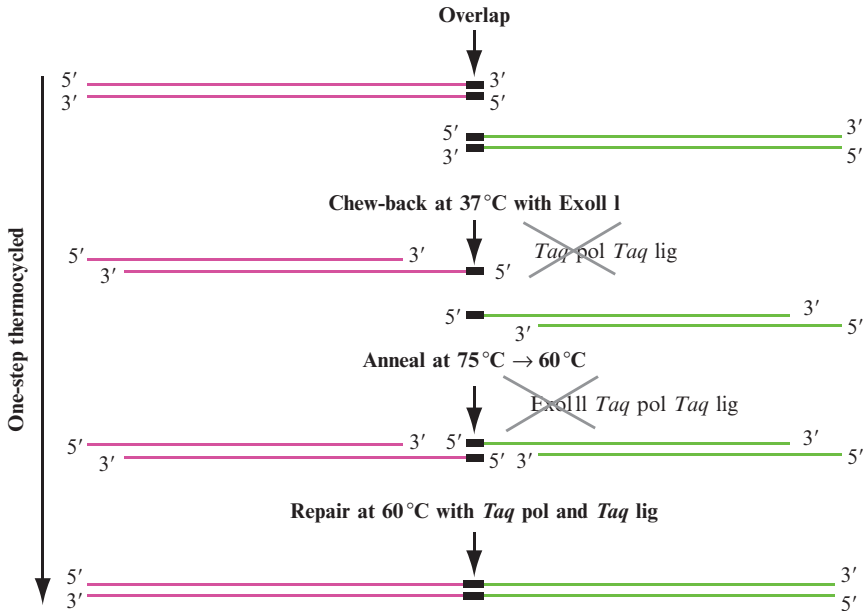 Overlap
5′ 3′
3′ 5′
5′ 3′
3′ 5′
Chew-back at 37 °C with Exoll l
Taq pol Taq lig
5′ 3′
3′ 5′
5′ 3′
3′ 5′
Anneal at 75 °C → 60 °C
Exolll Taq pol Taq lig
5′ 3′ 5′ 3′
3′ 5′ 3′ 5′
Repair at 60 °C with Taq pol and Taq lig
5′ 3′
3′ 5′
One-step thermocycled